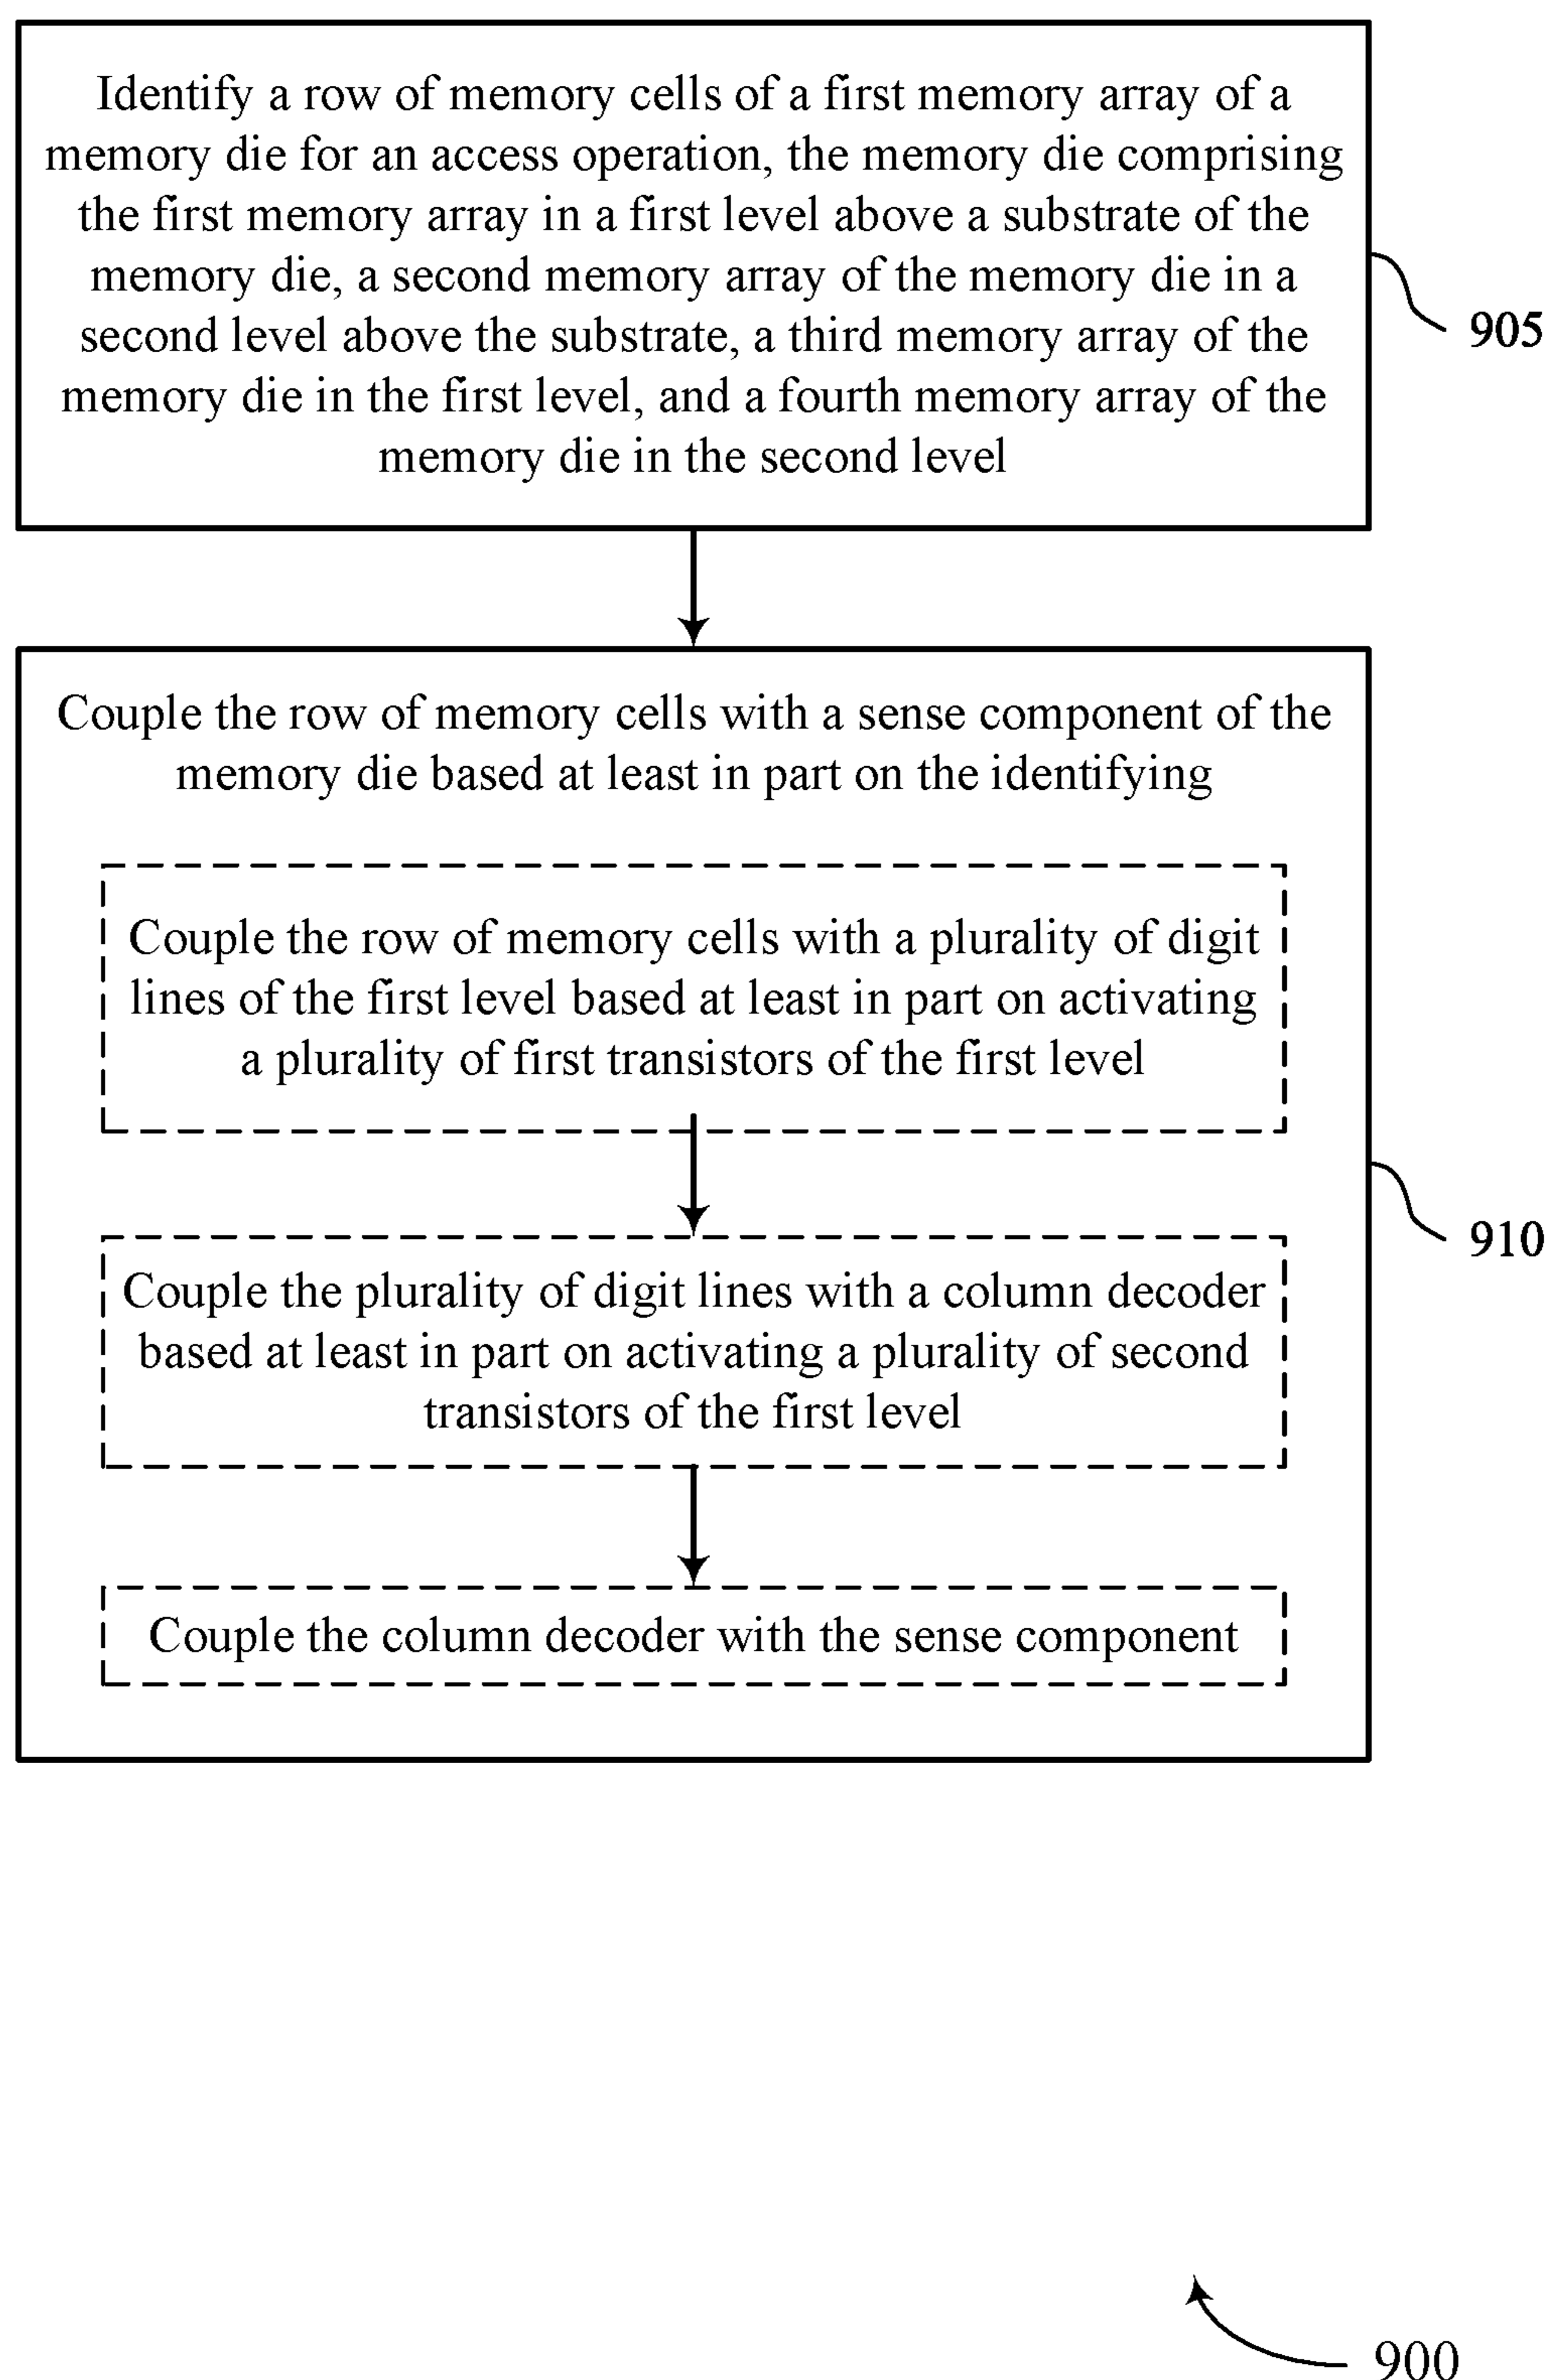 Identify a row of memory cells of a first memory array of a
memory die for an access operation, the memory die comprising
the first memory array in a first level above a substrate of the
memory die, a second memory array of the memory die in a
second level above the substrate, a third memory array of the
memory die in the first level, and a fourth memory array of the
memory die in the second level
905
Couple the row of memory cells with a sense component of the
memory die based at least in part on the identifying
Couple the row of memory cells with a plurality of digit
lines of the first level based at least in part on activating
a plurality of first transistors of the first level
910
Couple the plurality of digit lines with a column decoder
based at least in part on activating a plurality of second
transistors of the first level
Couple the column decoder with the sense component
900